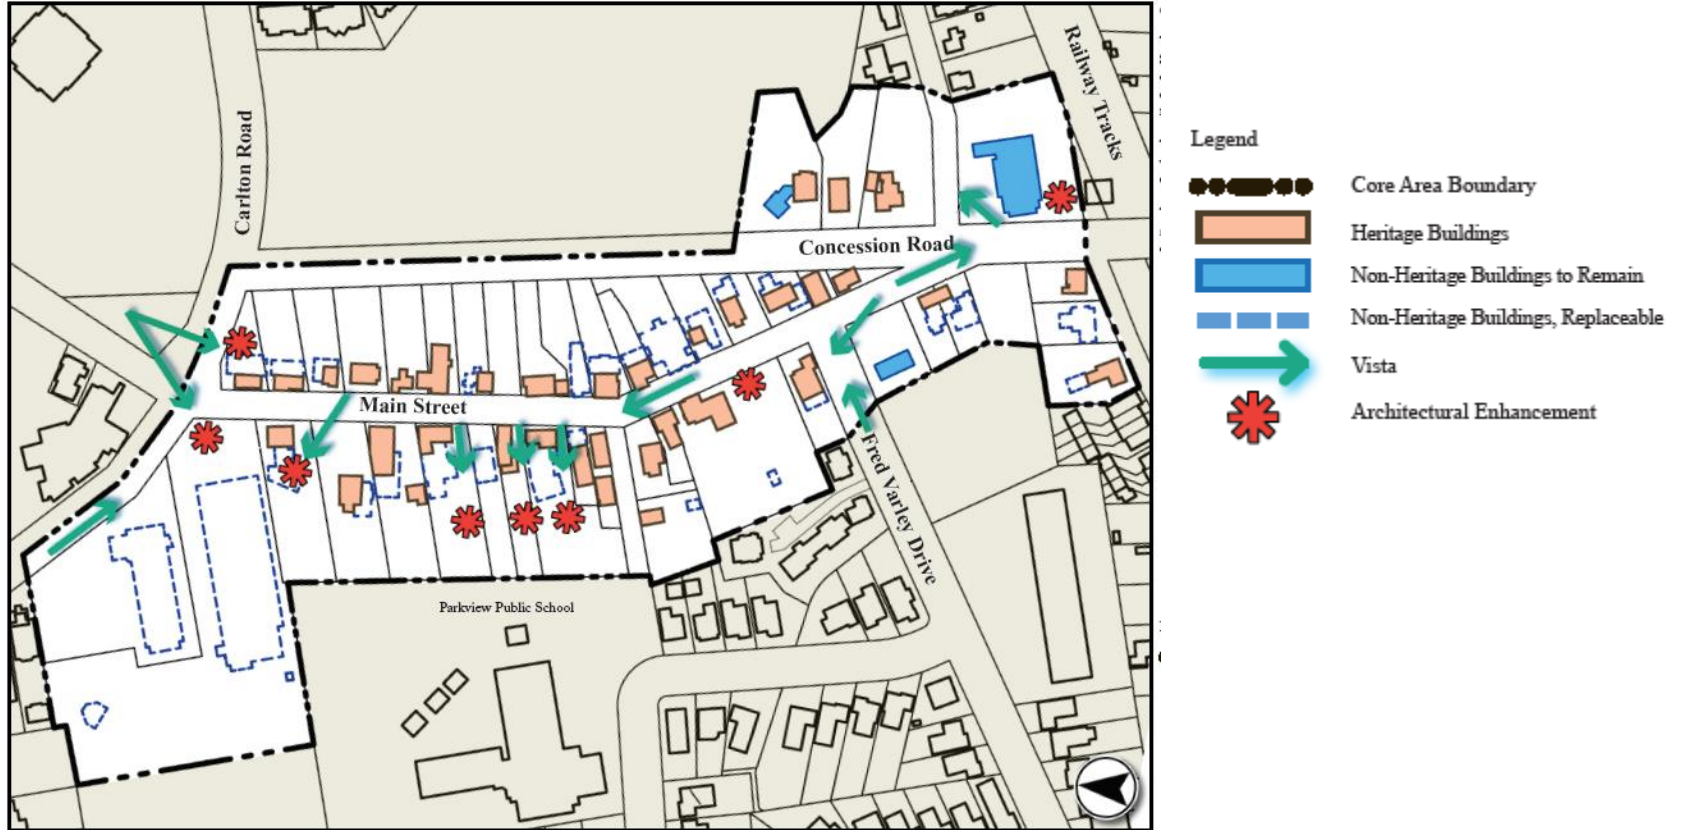 Carlton Road
Railway Tracks
Concession Road
Main Street
Fred Varley Drive
Parkview Public School
Legend
Core Area Boundary
Heritage Buildings
Non-Heritage Buildings to Remain
Non-Heritage Buildings, Replaceable
Vista
Architectural Enhancement